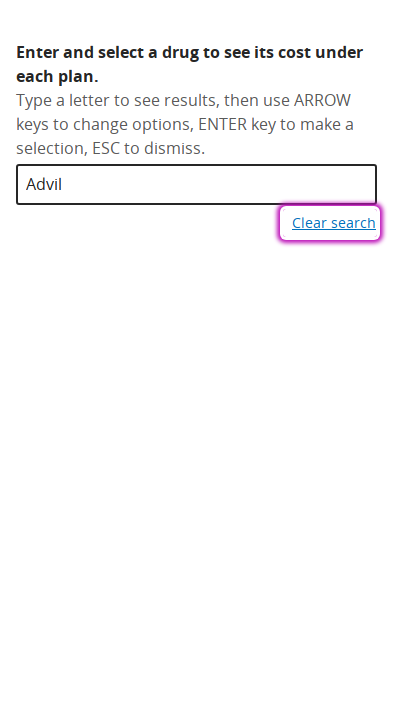 Enter and select a drug to see its cost under
each plan.
Type a letter to see results, then use ARROW
keys to change options, ENTER key to make a
selection, ESC to dismiss.
Advil
Clear search